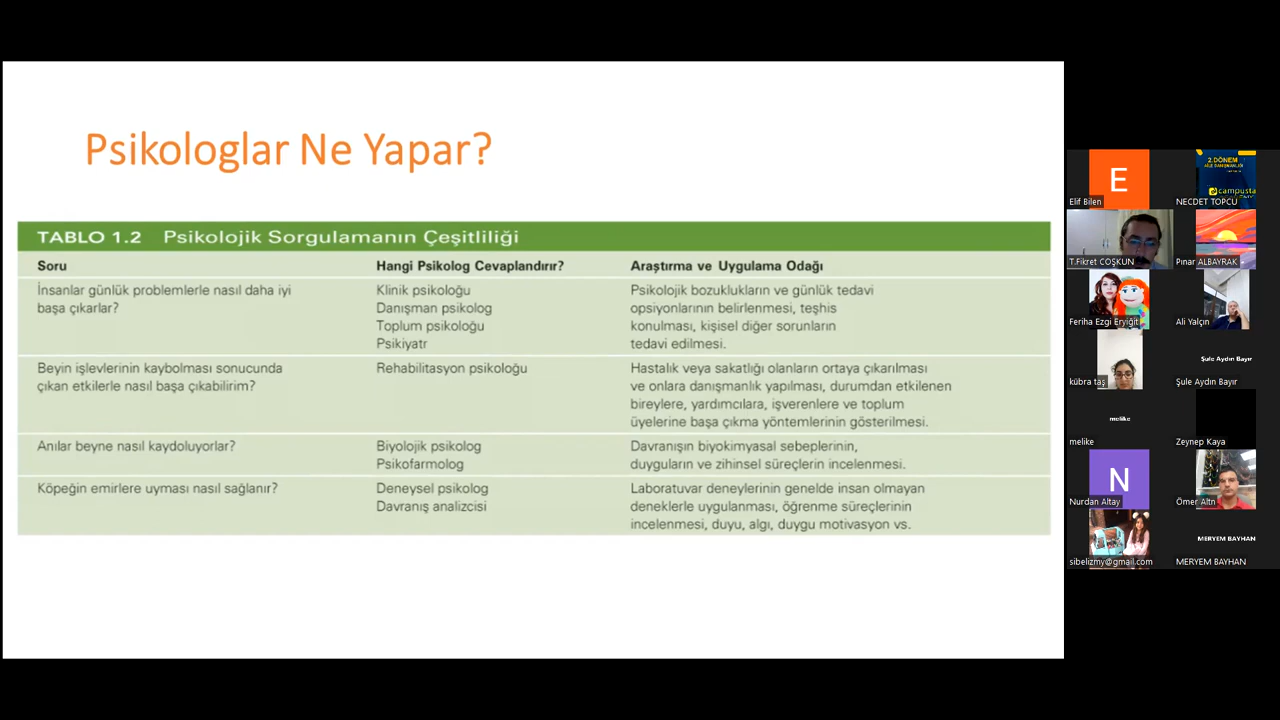 Psikologlar Ne Yapar?
TABLO 1.2 Psikolojik Sorgulamanın Çeşitliliği
Soru Hangi Psikolog Cevaplandırır? Araştırma ve Uygulama Odağı
İnsanlar günlük problemlerle nasıl daha iyi
başa çıkarlar?
Klinik psikoloğu
Danışman psikolog
Toplum psikoloğu
Psikiyatr
Psikolojik bozuklukların ve günlük tedavi
opsiyonlarının belirlenmesi, teşhis
konulması, kişisel diğer sorunların
tedavi edilmesi.
Beyin işlevlerinin kaybolması sonucunda
çıkan etkilerle nasıl başa çıkabilirim?
Rehabilitasyon psikoloğu
Hastalık veya sakatlığı olanların ortaya çıkarılması
ve onlara danışmanlık yapılması, durumdan etkilenen
bireylere, yardımcılara, işverenlere ve toplum
üyelerine başa çıkma yöntemlerinin gösterilmesi.
Anılar beyne nasıl kaydoluyorlar?
Biyolojik psikolog
Psikofarmolog
Davranışın biyokimyasal sebeplerinin,
duyguların ve zihinsel süreçlerin incelenmesi.
Köpeğin emirlere uyması nasıl sağlanır?
Deneysel psikolog
Davranış analizcisi
Laboratuvar deneylerinin genelde insan olmayan
deneklerle uygulanması, öğrenme süreçlerinin
incelenmesi, duyu, algı, duygu motivasyon vs.
E
Elif Bilen
2.DÖNEM
AİLE DANIŞMANLIĞI
campusta
NECDET TOPCU
T.Fikret COŞKUN
Pınar ALBAYRAK
Feriha Ezgi Eryiğit
Ali Yalçın
kübra taş
Şule Aydın Bayır
Şule Aydın Bayır
melike
melike
Zeynep Kaya
N
Nurdan Altay
Ömer Altn
sibelizmy@gmail.com
MERYEM BAYHAN
MERYEM BAYHAN